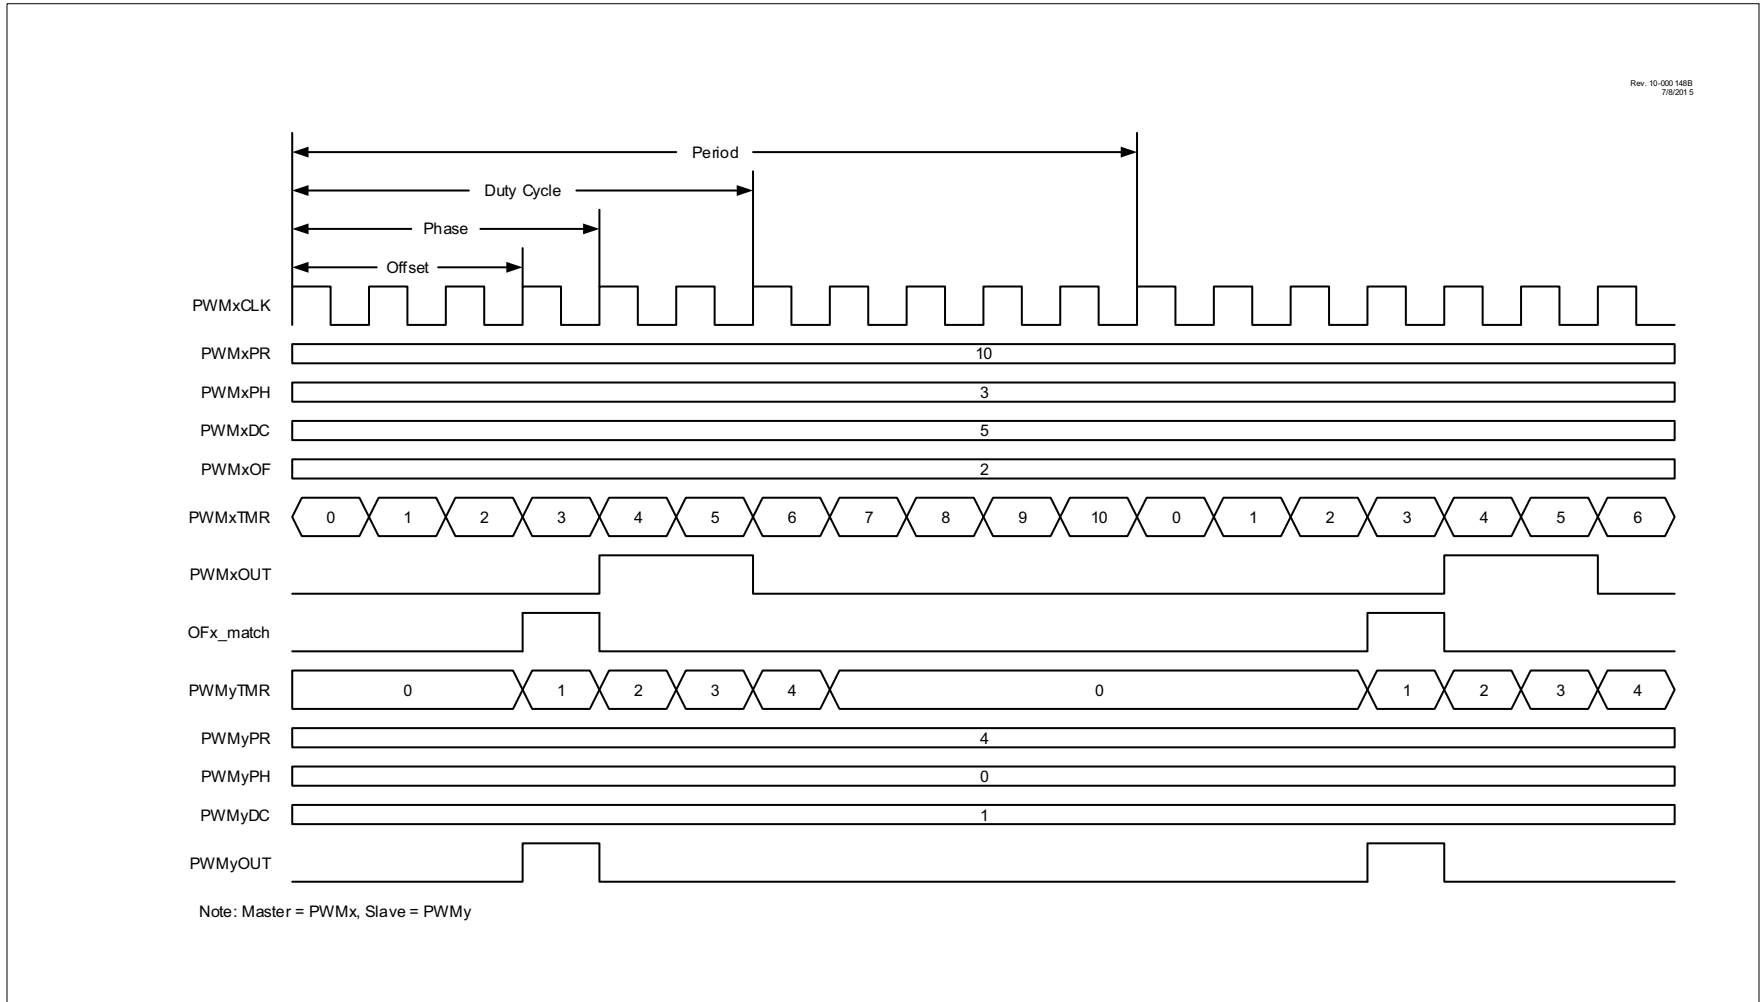 Rev. 10-000148B
7/8/2015
Period
Duty Cycle
Phase
Offset
PWMxCLK
PWMxPR 10
PWMxPH 3
PWMxDC 5
PWMxOF 2
PWMxTMR 0 1 2 3 4 5 6 7 8 9 10 0 1 2 3 4 5 6
PWMxOUT
OFx_match
PWMyTMR 0 1 2 3 4 0 1 2 3 4
PWMyPR 4
PWMyPH 0
PWMyDC 1
PWMyOUT
Note: Master = PWMx, Slave = PWMy